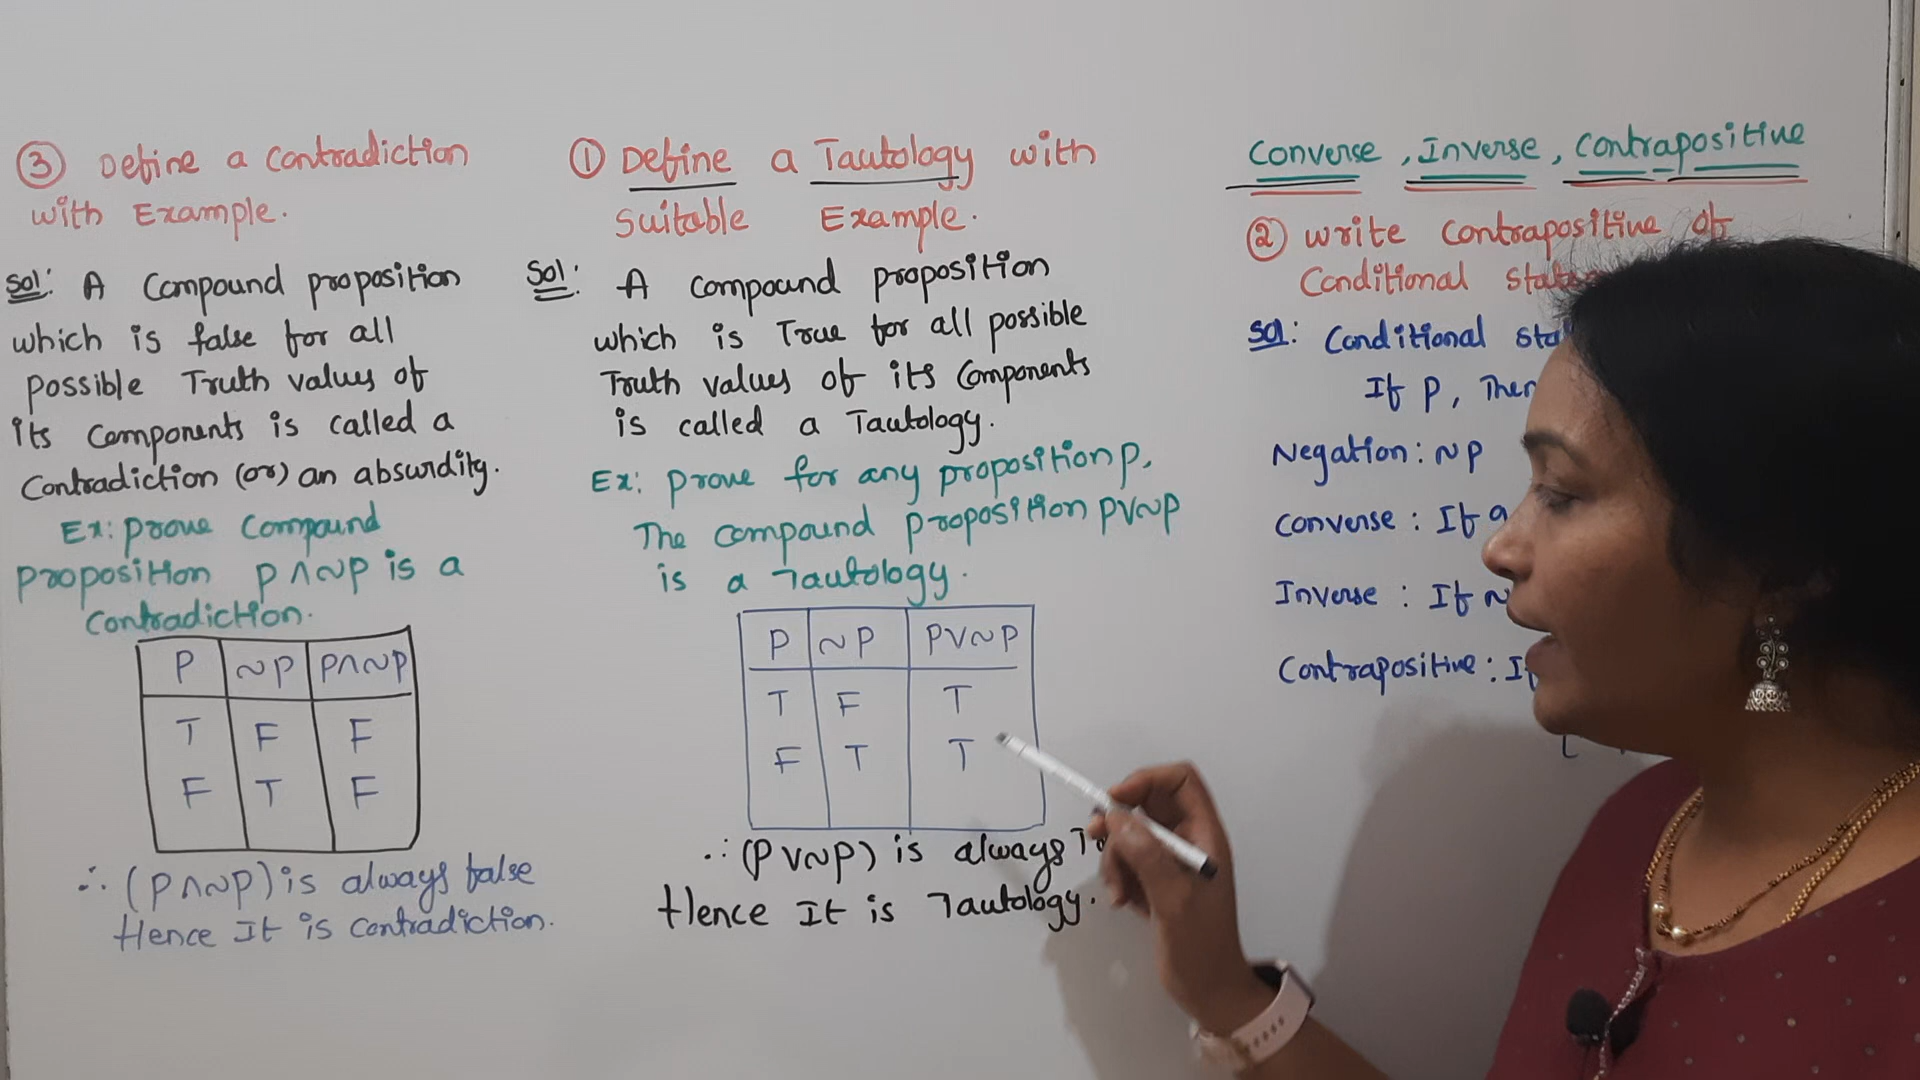 ③ Define a Contradiction
with Example.
Sol: A Compound proposition
which is false for all
possible Truth values of
its Components is called a
Contradiction (or) an absurdity.
Ex: prove Compound
proposition p∧~p is a
Contradiction.
P ~P P∧~P
T F F
F T F
∴ (p∧~p) is always false
Hence It is Contradiction.
① Define a Tautology with
Suitable Example.
Sol: A compound proposition
which is True for all possible
Truth values of its Components
is called a Tautology.
Ex: prove for any proposition p,
The compound proposition p∨~p
is a Tautology.
P ~P P∨~P
T F T
F T T
∴ (p∨~p) is always
Hence It is Tautology.
Converse, Inverse, Contrapositive
② Write Contrapositive of
Conditional
Sol: Conditional
If p,
Negation: ~p
Converse: If q
Inverse: If ~
Contrapositive: